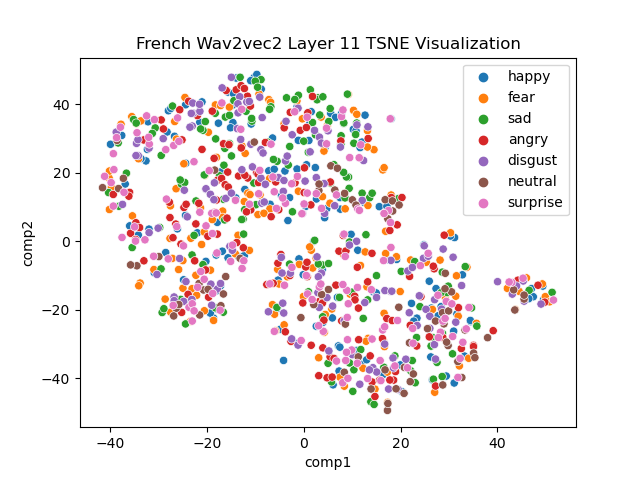 French Wav2vec2 Layer 11 TSNE Visualization
happy
fear
sad
angry
disgust
neutral
surprise
comp2
40
20
0
−20
−40
−40 −20 0 20 40
comp1